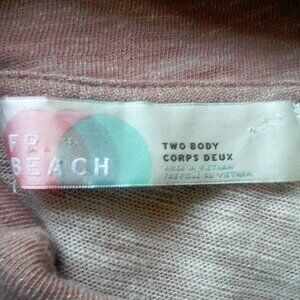 FP
BEACH
TWO BODY
CORPS DEUX
MADE IN VIETNAM
FABRIQUÉ AU VIETNAM